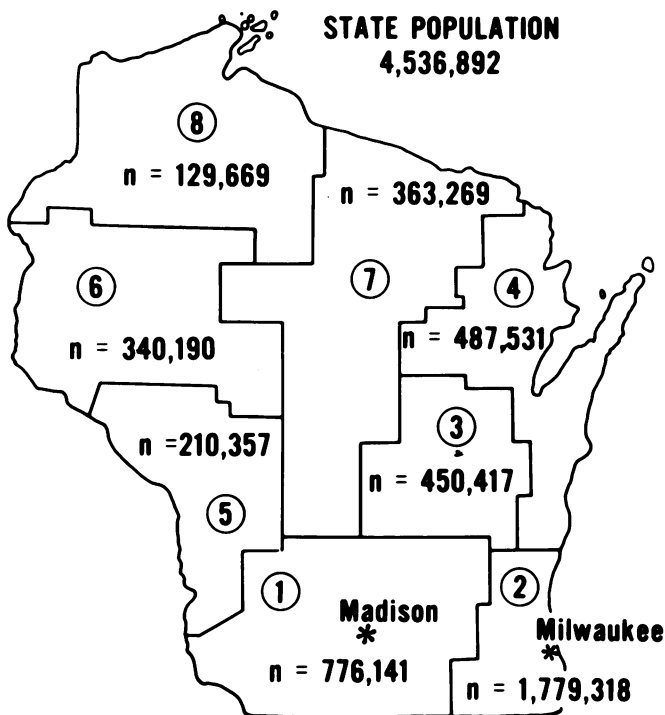 STATE POPULATION
4,536,892
8
n = 129,669
n = 363,269
7
6
n = 340,190
4
n = 487,531
3
n = 450,417
n =210,357
5
1
Madison
*
n = 776,141
2
Milwaukee
*
n = 1,779,318